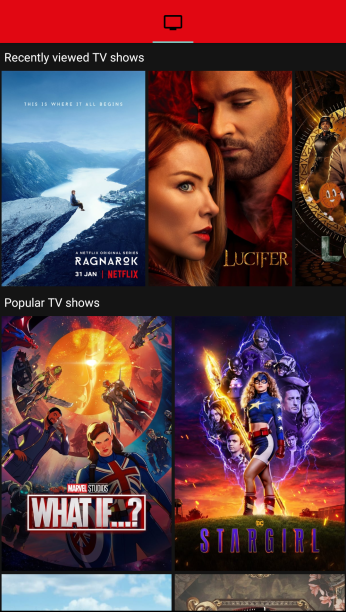 Recently viewed TV shows
THIS IS WHERE IT ALL BEGINS
A NETFLIX ORIGINAL SERIES
RAGNAROK
31 JAN | NETFLIX
LUCIFER
Popular TV shows
MARVEL STUDIOS
WHAT IF...?
DC
STARGIRL